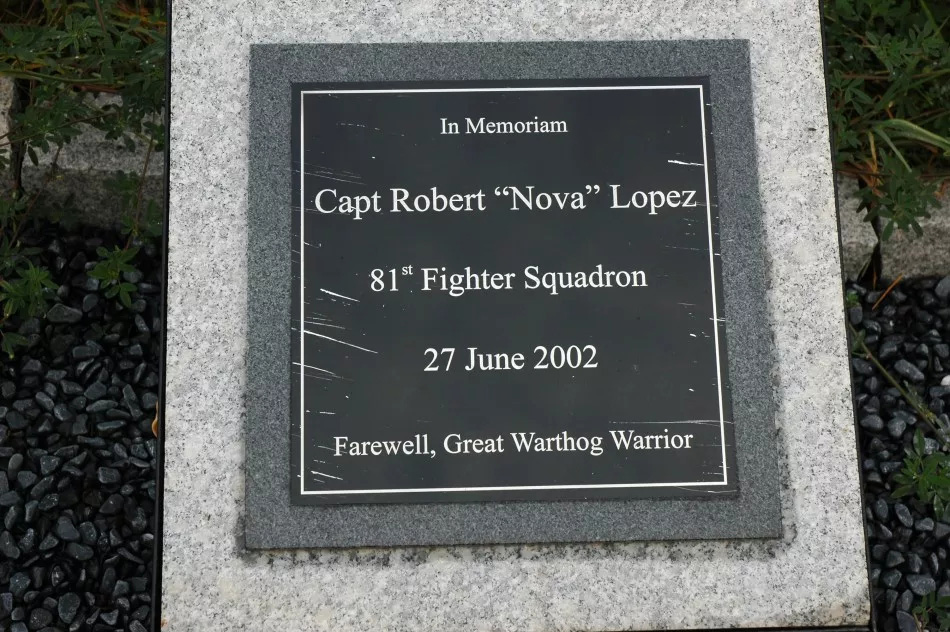 In Memoriam
Capt Robert “Nova” Lopez
81st Fighter Squadron
27 June 2002
Farewell, Great Warthog Warrior